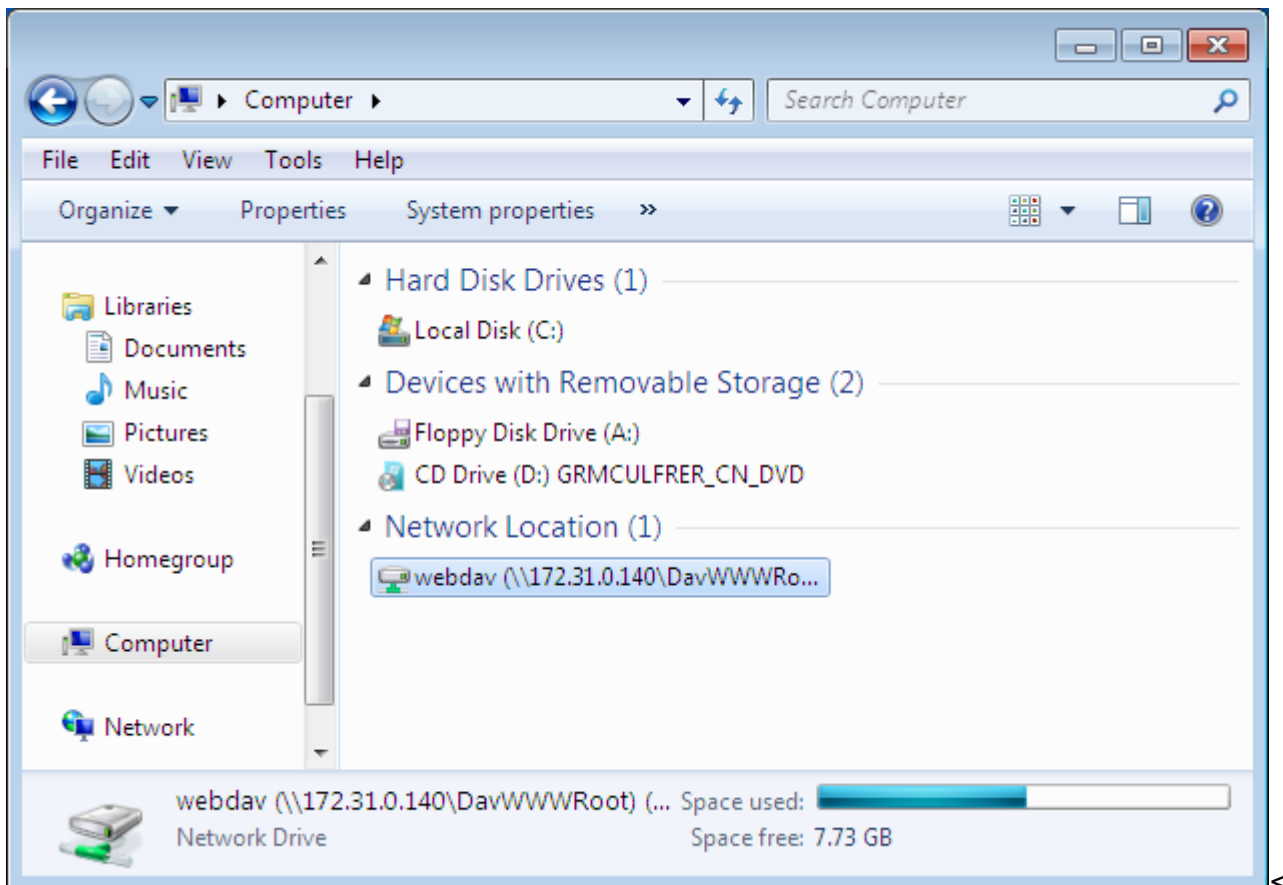 Computer
Search Computer
File Edit View Tools Help
Organize Properties System properties »
Libraries
Documents
Music
Pictures
Videos
Homegroup
Computer
Network
Hard Disk Drives (1)
Local Disk (C:)
Devices with Removable Storage (2)
Floppy Disk Drive (A:)
CD Drive (D:) GRMCULFRER_CN_DVD
Network Location (1)
webdav (\\172.31.0.140\DavWWWRo...
webdav (\\172.31.0.140\DavWWWRoot) (... Space used:
Network Drive Space free: 7.73 GB
<